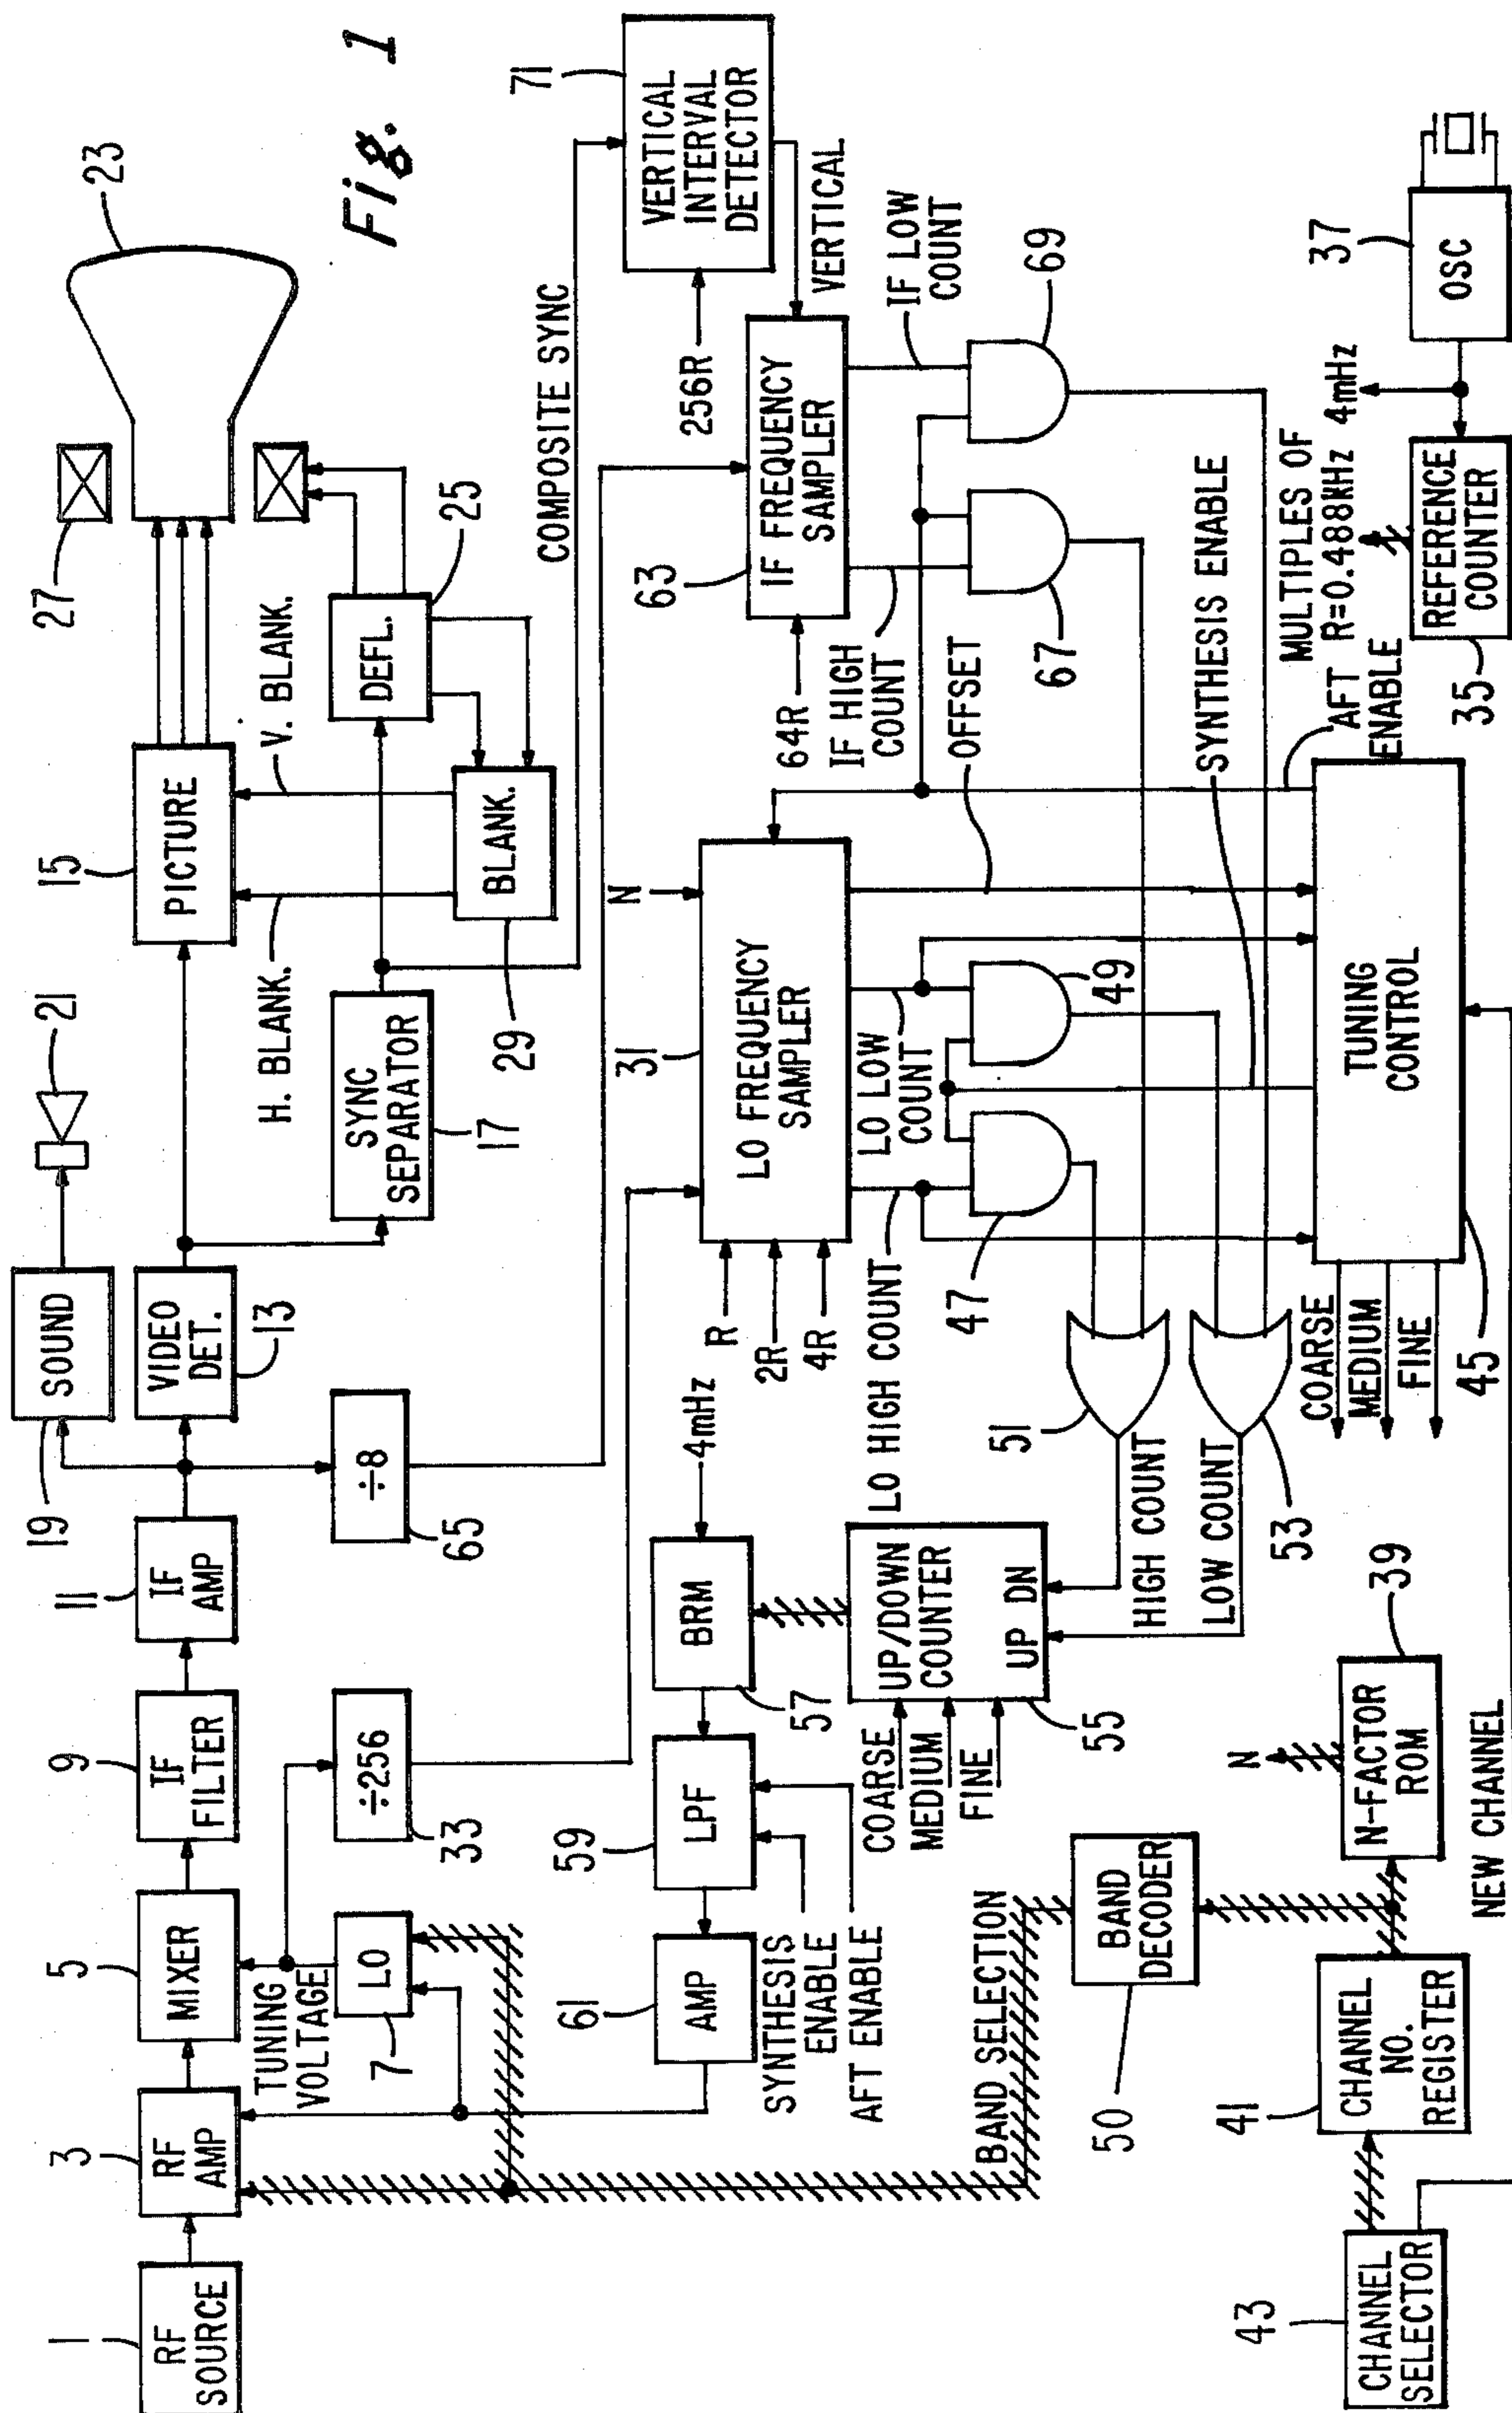 Fig. 1
1
RF
SOURCE
3
RF
AMP
5
MIXER
9
IF
FILTER
11
IF
AMP
19
SOUND
21
VIDEO
DET.
13
15
PICTURE
27
23
TUNING
VOLTAGE
LO
7
÷256
33
÷8
65
SYNC
SEPARATOR
17
H. BLANK.
V. BLANK.
BLANK.
29
DEFL.
25
COMPOSITE SYNC
71
VERTICAL
INTERVAL
DETECTOR
256R
VERTICAL
61
AMP
59
LPF
BRM
57
4mHz
SYNTHESIS
ENABLE
AFT ENABLE
R
2R
4R
31
LO FREQUENCY
SAMPLER
N
64R
63
IF FREQUENCY
SAMPLER
IF LOW
COUNT
IF HIGH
COUNT
69
67
UP/DOWN
COUNTER
UP DN
55
COARSE
MEDIUM
FINE
LO HIGH COUNT
LO LOW
COUNT
47
49
OFFSET
SYNTHESIS ENABLE
51
HIGH COUNT
LOW COUNT
53
BAND SELECTION
BAND
DECODER
50
N
N-FACTOR
ROM
39
COARSE
MEDIUM
FINE
45
TUNING
CONTROL
AFT
ENABLE
MULTIPLES OF
R=0.488kHz
4mHz
REFERENCE
COUNTER
35
OSC
37
43
CHANNEL
SELECTOR
41
CHANNEL
NO.
REGISTER
NEW CHANNEL